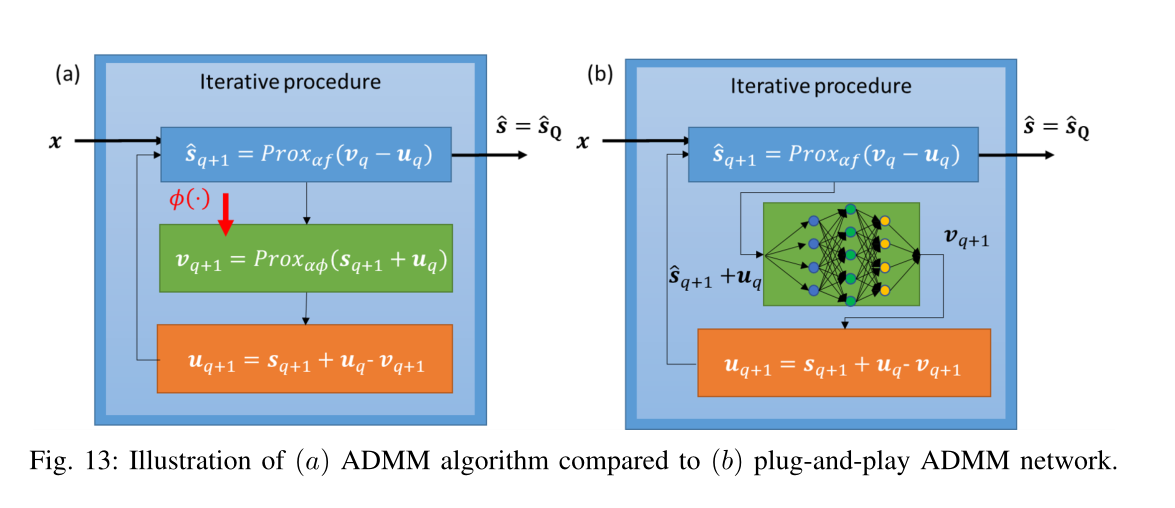 (a)
Iterative procedure
x
ŝ_{q+1} = Prox_{αf}(v_q − u_q)
ŝ = ŝ_Q
ϕ(·)
v_{q+1} = Prox_{αϕ}(s_{q+1} + u_q)
u_{q+1} = s_{q+1} + u_q- v_{q+1}
(b)
Iterative procedure
x
ŝ_{q+1} = Prox_{αf}(v_q − u_q)
ŝ = ŝ_Q
v_{q+1}
ŝ_{q+1} +u_q
u_{q+1} = s_{q+1} + u_q- v_{q+1}
Fig. 13: Illustration of (a) ADMM algorithm compared to (b) plug-and-play ADMM network.